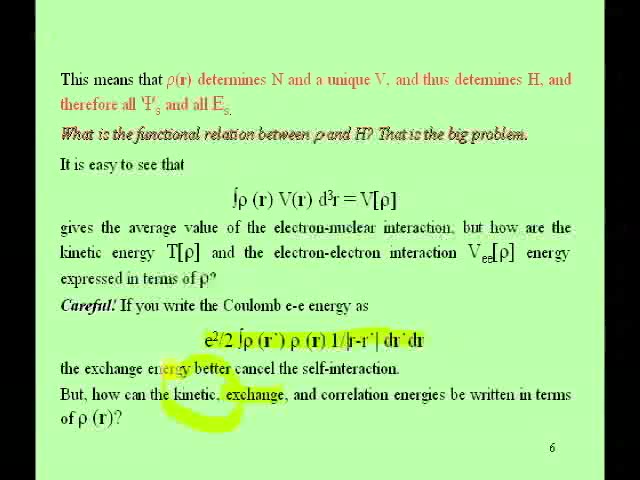 This means that ρ(r) determines N and a unique V, and thus determines H, and
therefore all Ψs and all Es.
What is the functional relation between ρ and H? That is the big problem.
It is easy to see that
∫ρ (r) V(r) d³r = V[ρ]
gives the average value of the electron-nuclear interaction, but how are the
kinetic energy T[ρ] and the electron-electron interaction Vee[ρ] energy
expressed in terms of ρ?
Careful! If you write the Coulomb e-e energy as
e²/2 ∫ρ (r´) ρ (r) 1/|r-r´| dr´dr
the exchange energy better cancel the self-interaction.
But, how can the kinetic, exchange, and correlation energies be written in terms
of ρ (r)?
6